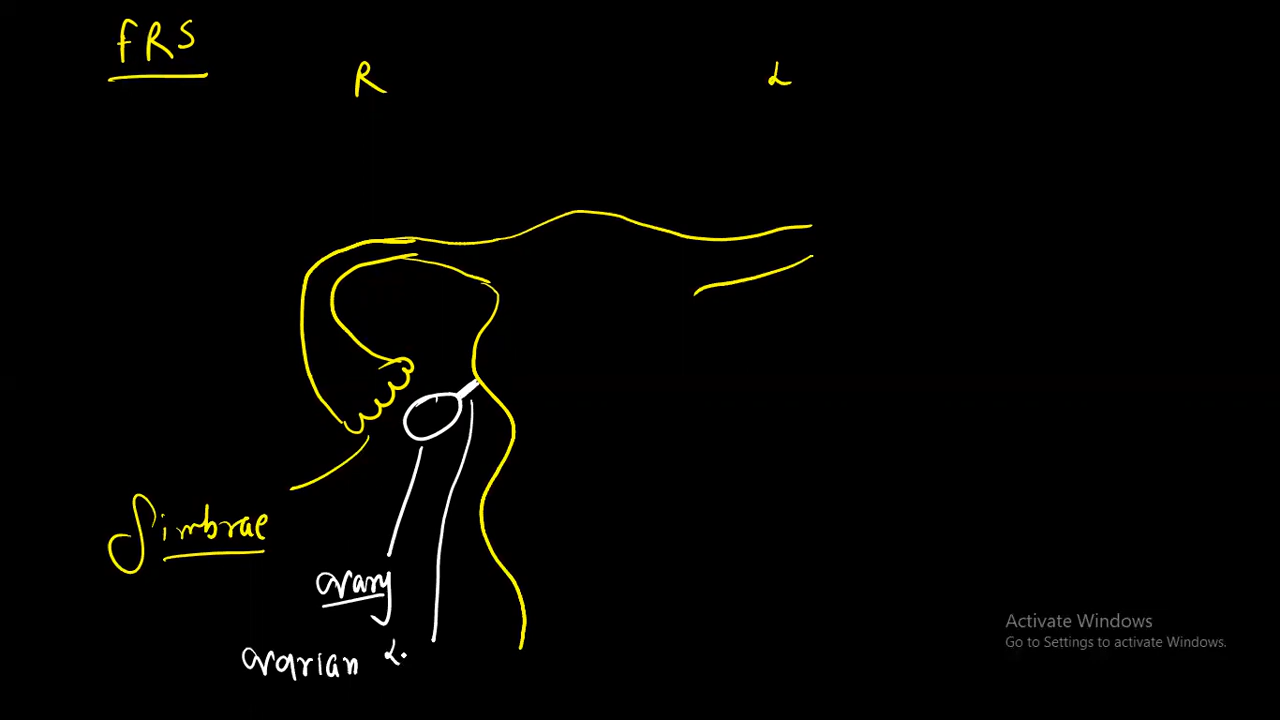 FRS
R
L
fimbrae
ovary
ovarian L.
Activate Windows
Go to Settings to activate Windows.